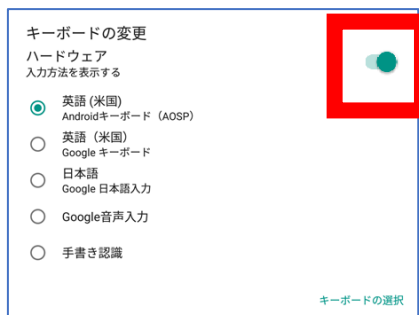 キーボードの変更
ハードウェア
入力方法を表示する
英語 (米国)
Androidキーボード（AOSP）
英語（米国）
Google キーボード
日本語
Google 日本語入力
Google音声入力
手書き認識
キーボードの選択